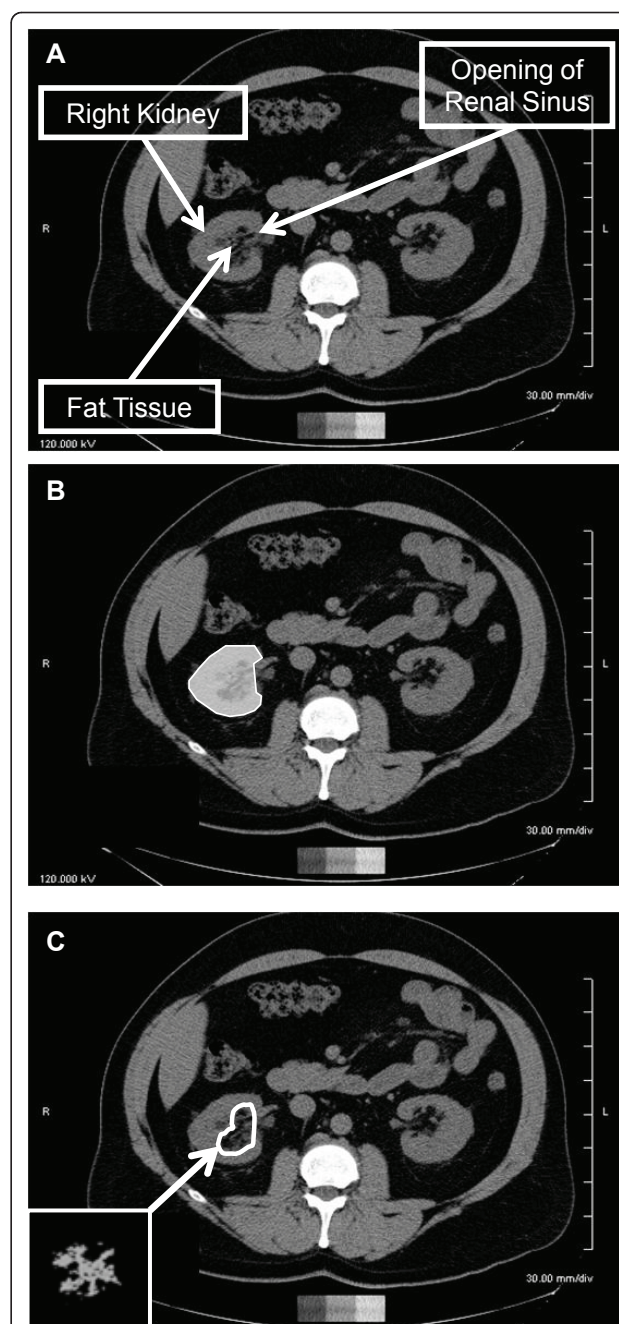 A
Right Kidney
Opening of
Renal Sinus
R
L
Fat Tissue
30.00 mm/div
120.000 kV
B
R
L
30.00 mm/div
120.000 kV
C
R
L
30.00 mm/div